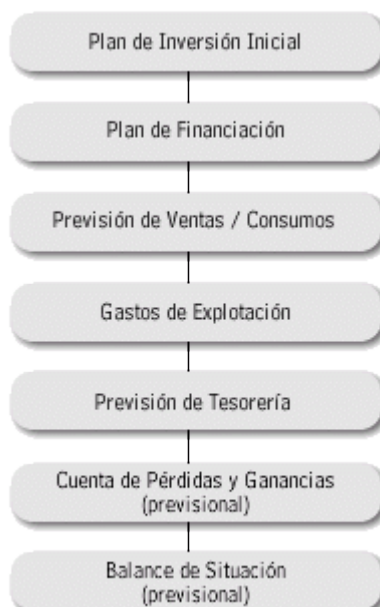 Plan de Inversión Inicial
Plan de Financiación
Previsión de Ventas / Consumos
Gastos de Explotación
Previsión de Tesorería
Cuenta de Pérdidas y Ganancias
(previsional)
Balance de Situación
(previsional)